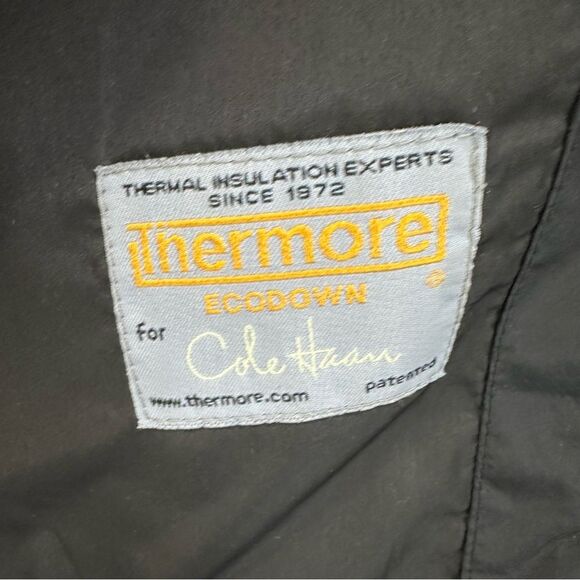 THERMAL INSULATION EXPERTS
SINCE 1972
Thermore
®
ECODOWN
for
Cole Haan
www.thermore.com
patented